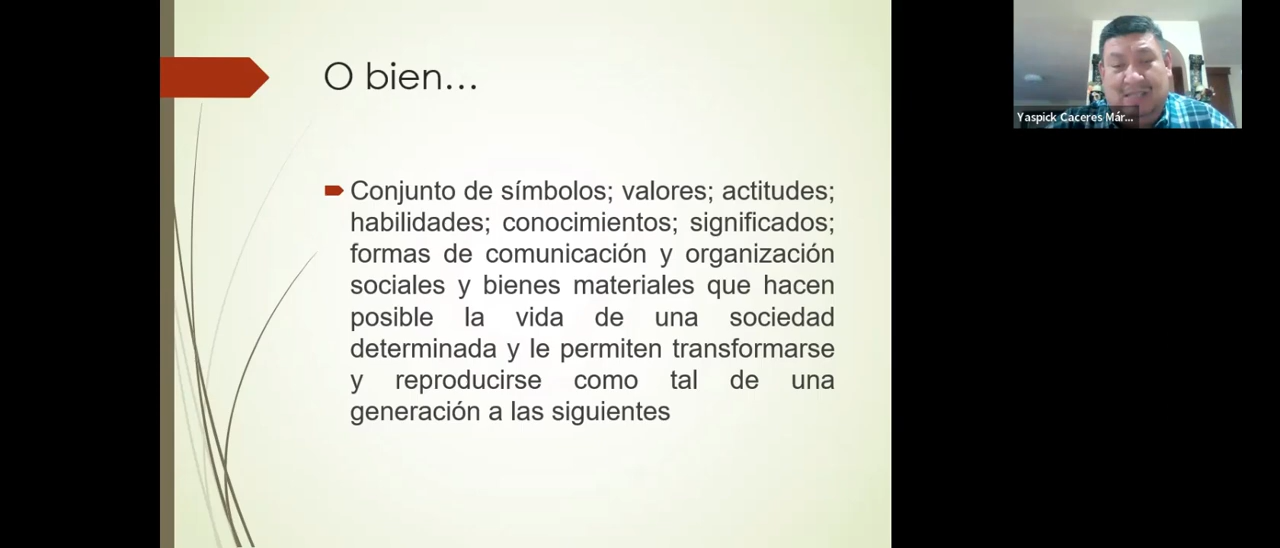 O bien...
Conjunto de símbolos; valores; actitudes;
habilidades; conocimientos; significados;
formas de comunicación y organización
sociales y bienes materiales que hacen
posible la vida de una sociedad
determinada y le permiten transformarse
y reproducirse como tal de una
generación a las siguientes
Yaspick Caceres Már...